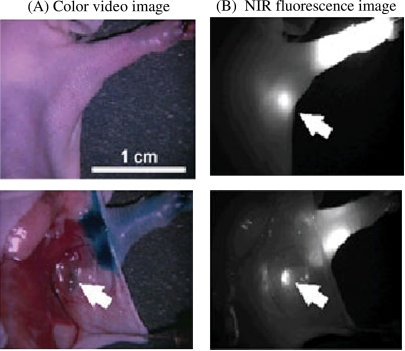 (A) Color video image
(B) NIR fluorescence image
1 cm